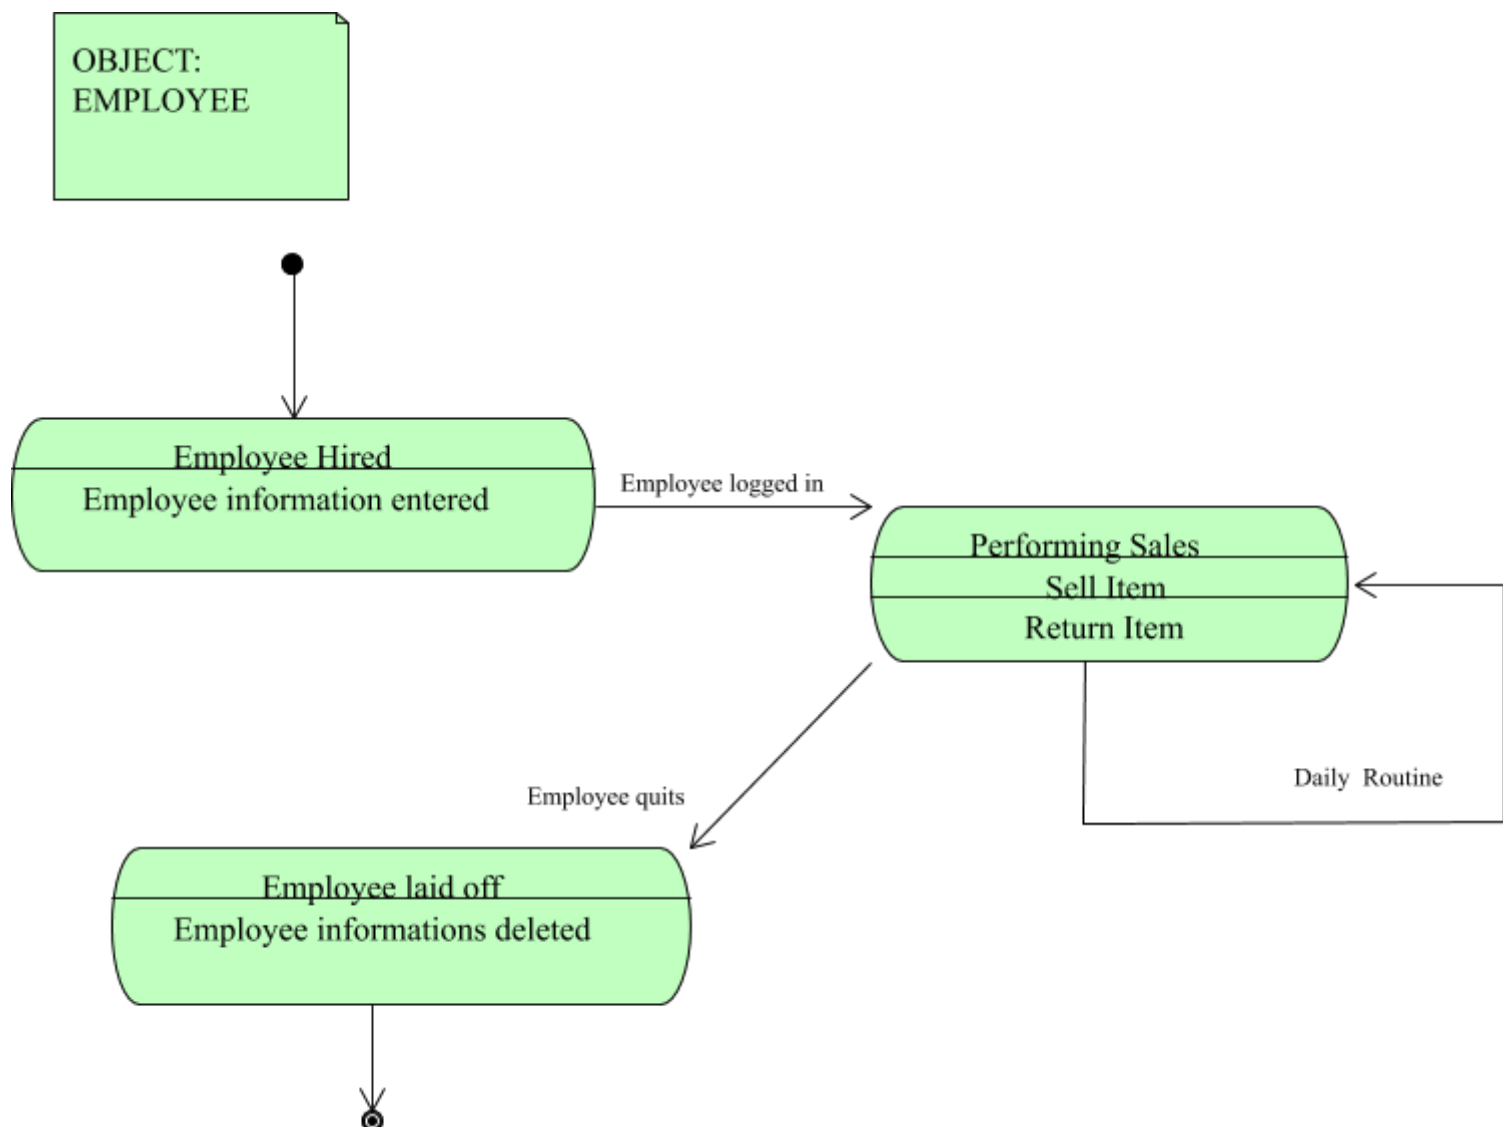 OBJECT:
EMPLOYEE
Employee Hired
Employee information entered
Employee logged in
Performing Sales
Sell Item
Return Item
Daily  Routine
Employee quits
Employee laid off
Employee informations deleted